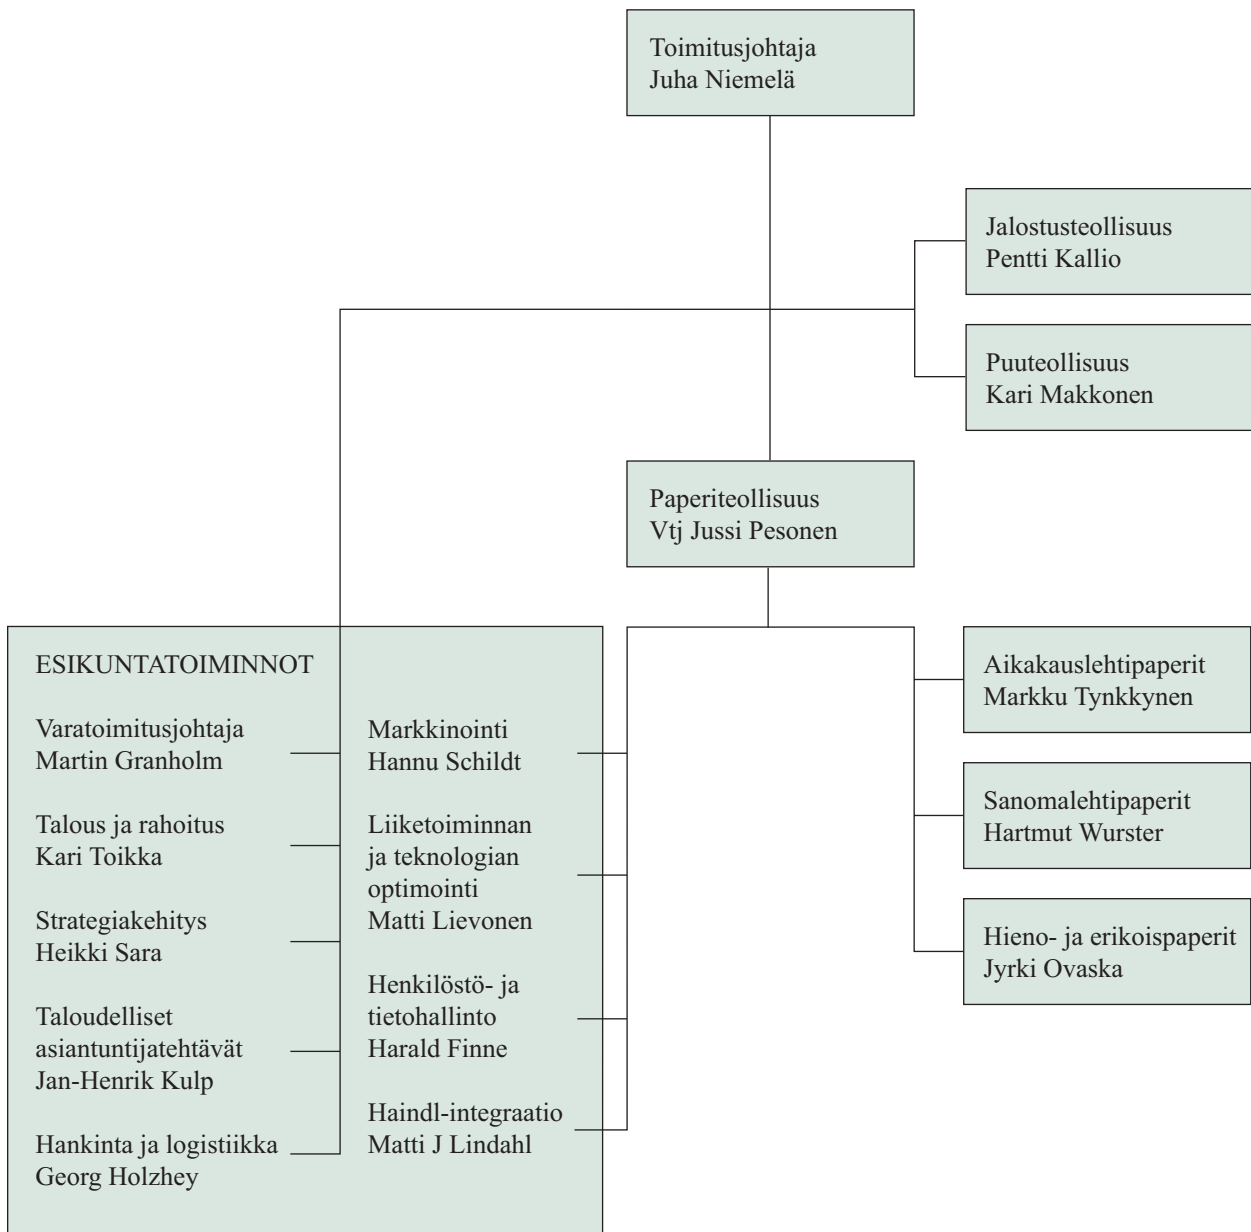 Toimitusjohtaja
Juha Niemelä
Jalostusteollisuus
Pentti Kallio
Puuteollisuus
Kari Makkonen
Paperiteollisuus
Vtj Jussi Pesonen
ESIKUNTATOIMINNOT
Varatoimitusjohtaja
Martin Granholm
Talous ja rahoitus
Kari Toikka
Strategiakehitys
Heikki Sara
Taloudelliset
asiantuntijatehtävät
Jan-Henrik Kulp
Hankinta ja logistiikka
Georg Holzhey
Markkinointi
Hannu Schildt
Liiketoiminnan
ja teknologian
optimointi
Matti Lievonen
Henkilöstö- ja
tietohallinto
Harald Finne
Haindl-integraatio
Matti J Lindahl
Aikakauslehtipaperit
Markku Tynkkynen
Sanomalehtipaperit
Hartmut Wurster
Hieno- ja erikoispaperit
Jyrki Ovaska